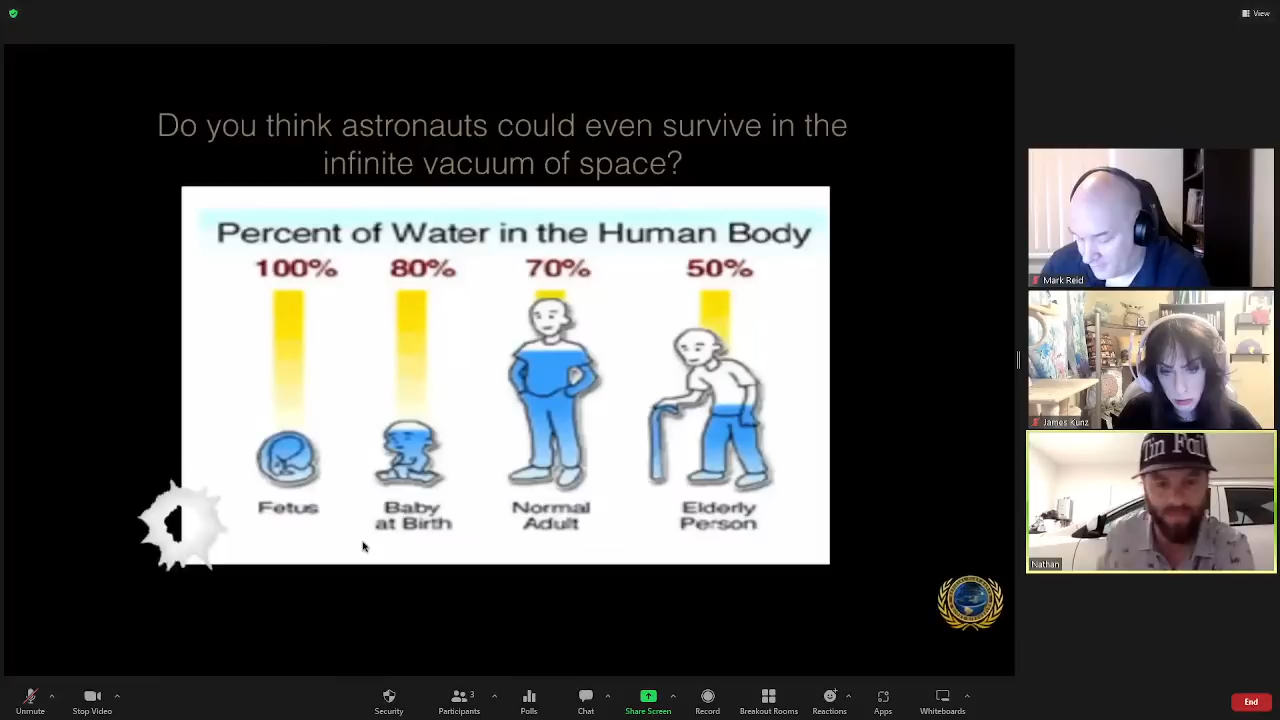 View
Do you think astronauts could even survive in the
infinite vacuum of space?
Percent of Water in the Human Body
100% 80% 70% 50%
Fetus
Baby
at Birth
Normal
Adult
Elderly
Person
Mark Reid
James Kunz
Tin Foil
Nathan
Unmute
Stop Video
Security
Participants
3
Polls
Chat
Share Screen
Record
Breakout Rooms
Reactions
Apps
Whiteboards
End